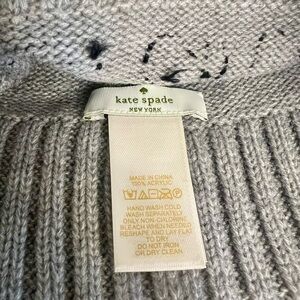 kate spade
NEW YORK
MADE IN CHINA
100% ACRYLIC
HAND WASH COLD
WASH SEPARATELY
ONLY NON-CHLORINE
BLEACH WHEN NEEDED
RESHAPE AND LAY FLAT
TO DRY
DO NOT IRON
OR DRY CLEAN